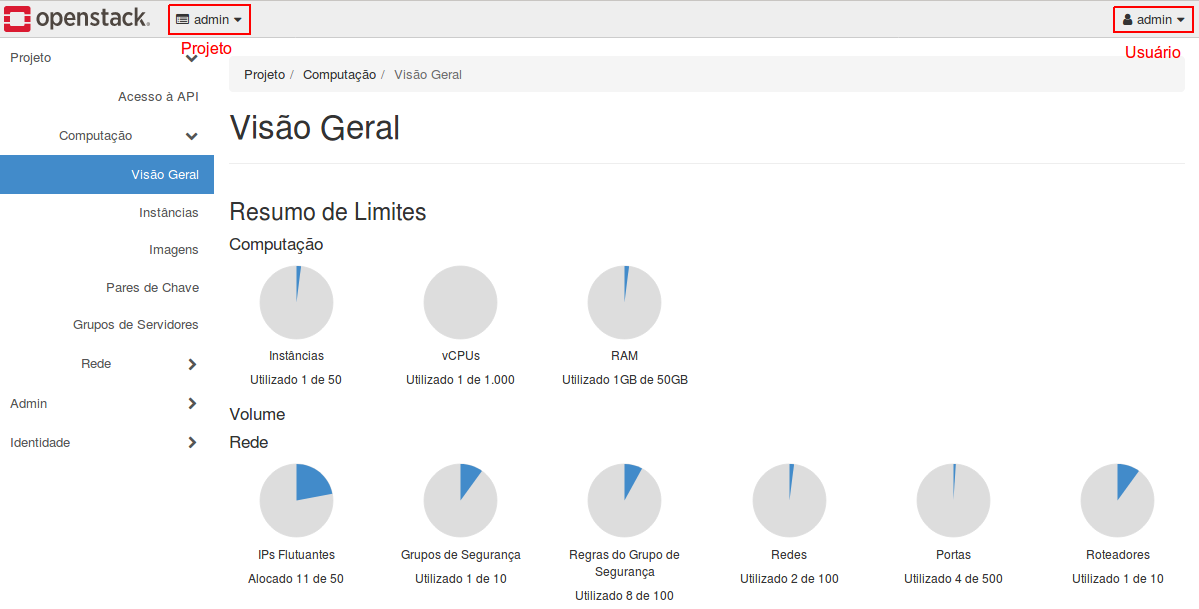 openstack. admin admin
Projeto Usuário
Projeto
Projeto / Computação / Visão Geral
Acesso à API
Computação
Visão Geral
Instâncias
Imagens
Pares de Chave
Grupos de Servidores
Rede
Admin
Identidade
Visão Geral
Resumo de Limites
Computação
Instâncias vCPUs RAM
Utilizado 1 de 50 Utilizado 1 de 1.000 Utilizado 1GB de 50GB
Volume
Rede
IPs Flutuantes Grupos de Segurança Regras do Grupo de Segurança Redes Portas Roteadores
Alocado 11 de 50 Utilizado 1 de 10 Utilizado 8 de 100 Utilizado 2 de 100 Utilizado 4 de 500 Utilizado 1 de 10